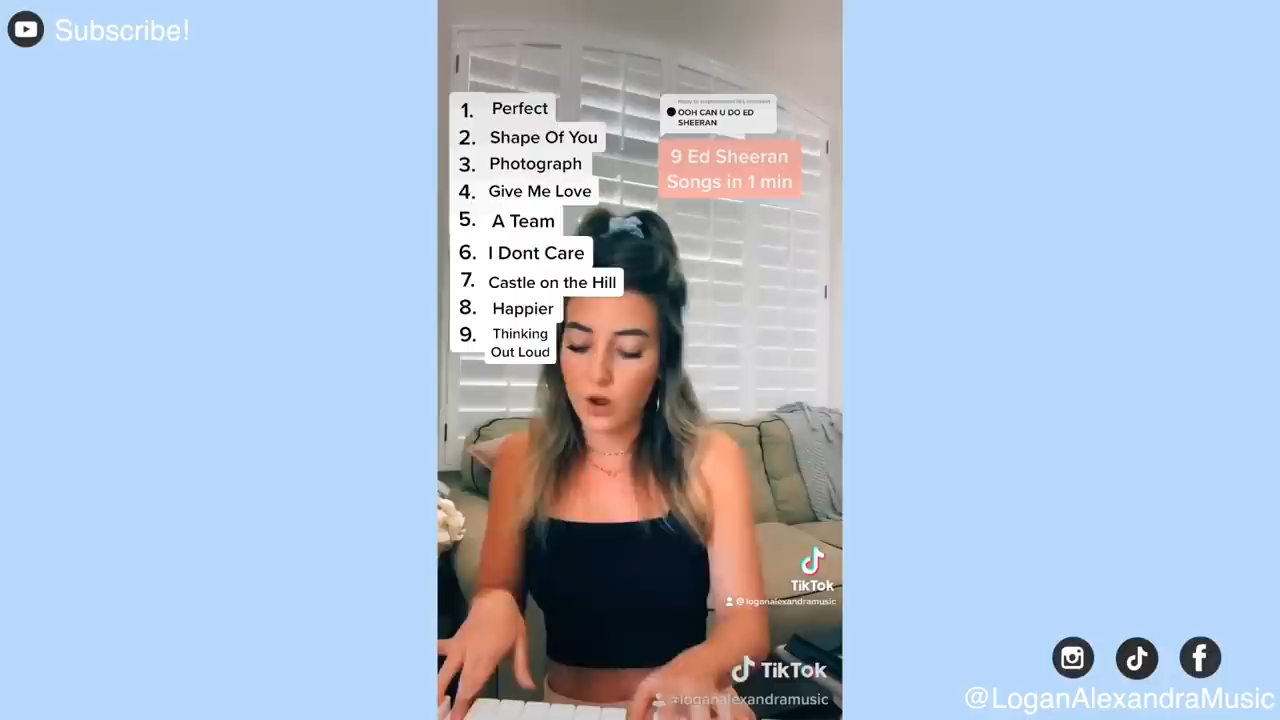 Subscribe!
1. Perfect
2. Shape Of You
3. Photograph
4. Give Me Love
5. A Team
6. I Dont Care
7. Castle on the Hill
8. Happier
9. Thinking
Out Loud
OOH CAN U DO ED
SHEERAN
9 Ed Sheeran
Songs in 1 min
TikTok
@loganalexandramusic
TikTok
@loganalexandramusic
@LoganAlexandraMusic